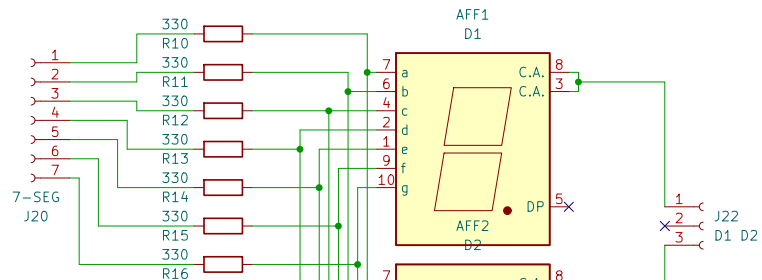 AFF1
D1
330
R10
330
R11
330
R12
330
R13
330
R14
330
R15
330
R16
1
2
3
4
5
6
7
7-SEG
J20
7 a
6 b
4 c
2 d
1 e
9 f
10 g
C.A. 8
C.A. 3
DP 5
AFF2
D2
7
C.A. 8
1
2
3
J22
D1 D2